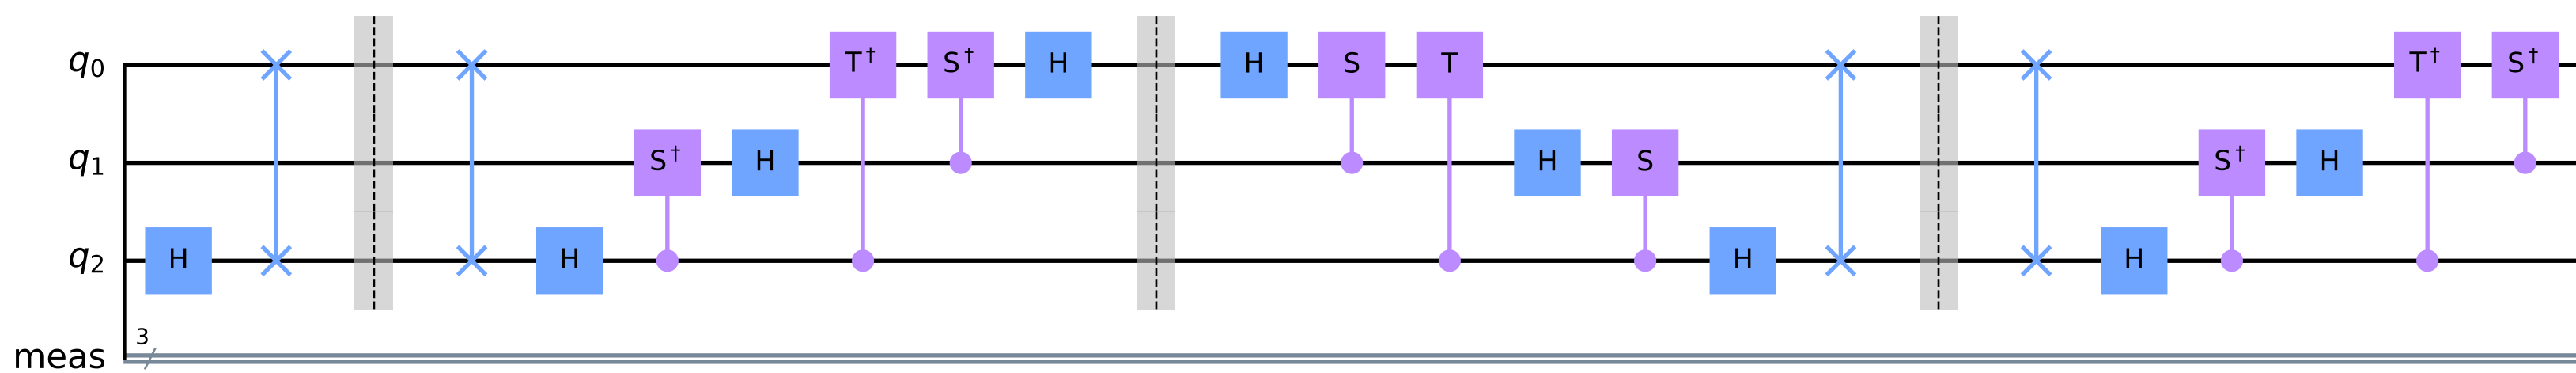 q0 T† S† H H S T T† S†
q1 S† H H S S† H
q2 H H H H
3
meas